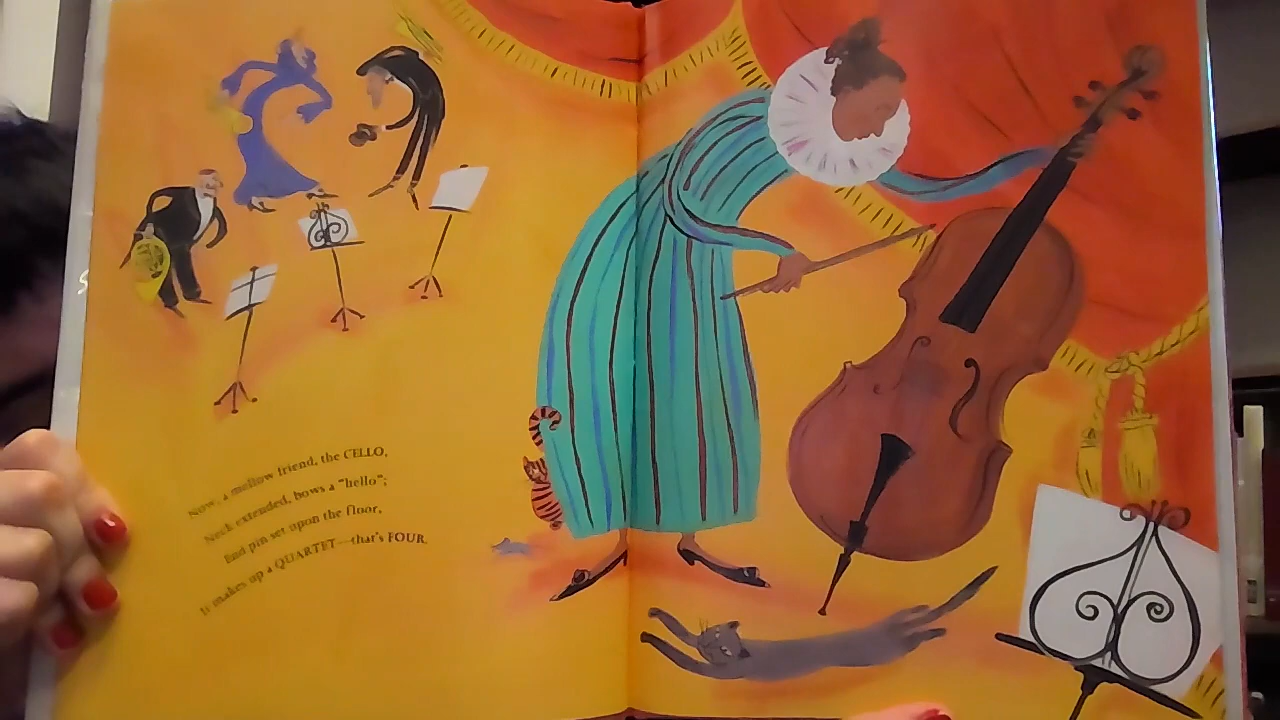 Now, a mellow friend, the CELLO,
Neck extended, bows a "hello";
End pin set upon the floor,
It makes up a QUARTET—that's FOUR.